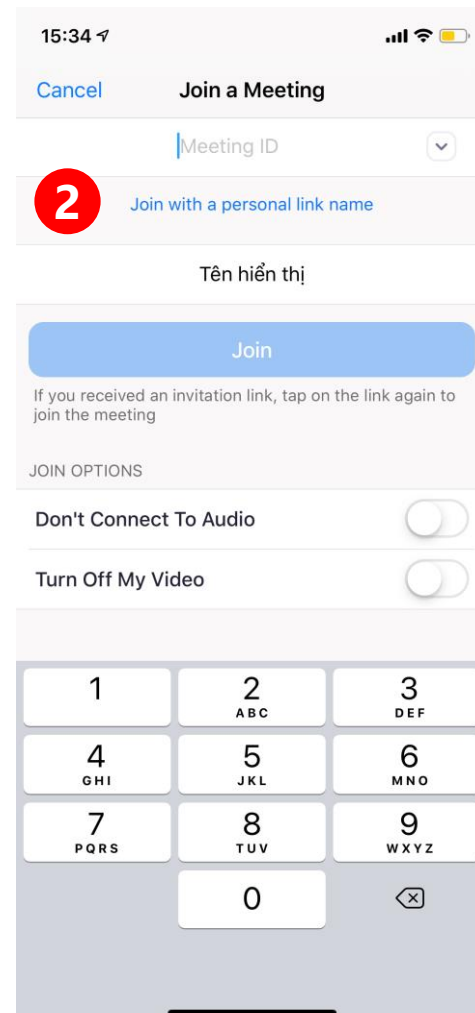 15:34
Cancel
Join a Meeting
Meeting ID
2
Join with a personal link name
Tên hiển thị
Join
If you received an invitation link, tap on the link again to
join the meeting
JOIN OPTIONS
Don't Connect To Audio
Turn Off My Video
1
2
ABC
3
DEF
4
GHI
5
JKL
6
MNO
7
PQRS
8
TUV
9
WXYZ
0